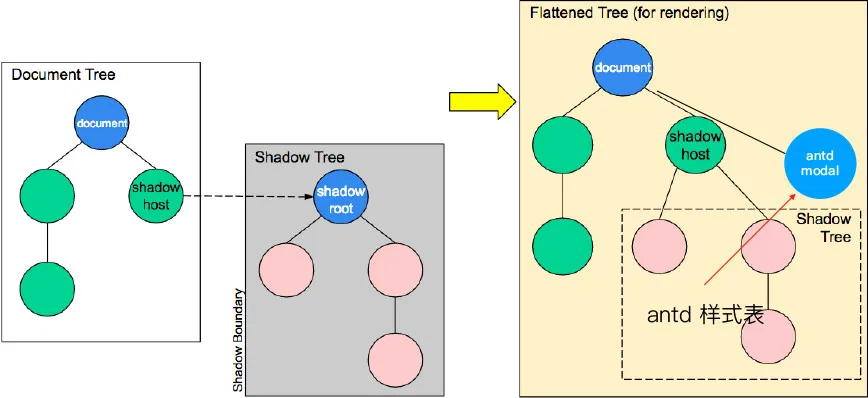 Document Tree
document
shadow
host
Shadow Tree
shadow
root
Shadow Boundary
Flattened Tree (for rendering)
document
shadow
host
antd
modal
Shadow
Tree
antd 样式表